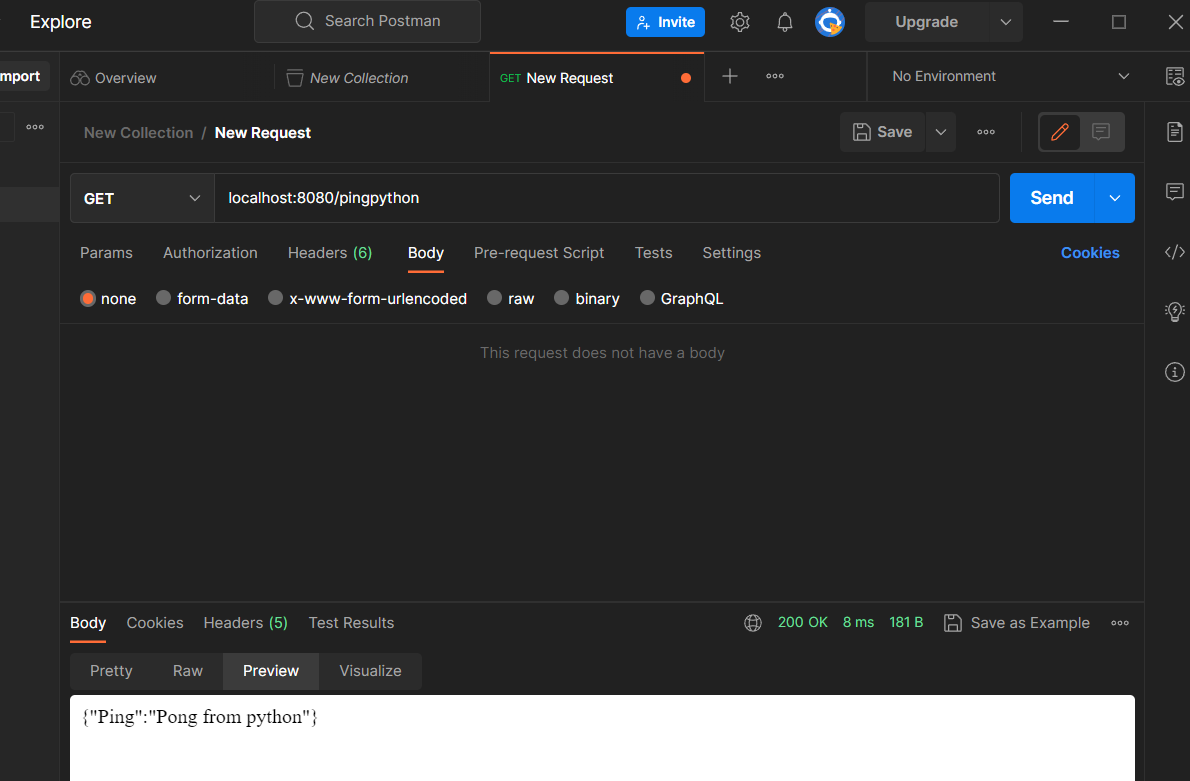 Explore
Search Postman
Invite
Upgrade
mport
Overview
New Collection
GET New Request
No Environment
New Collection / New Request
Save
GET
localhost:8080/pingpython
Send
Params Authorization Headers (6) Body Pre-request Script Tests Settings Cookies
none form-data x-www-form-urlencoded raw binary GraphQL
This request does not have a body
Body Cookies Headers (5) Test Results 200 OK 8 ms 181 B Save as Example
Pretty Raw Preview Visualize
{"Ping":"Pong from python"}